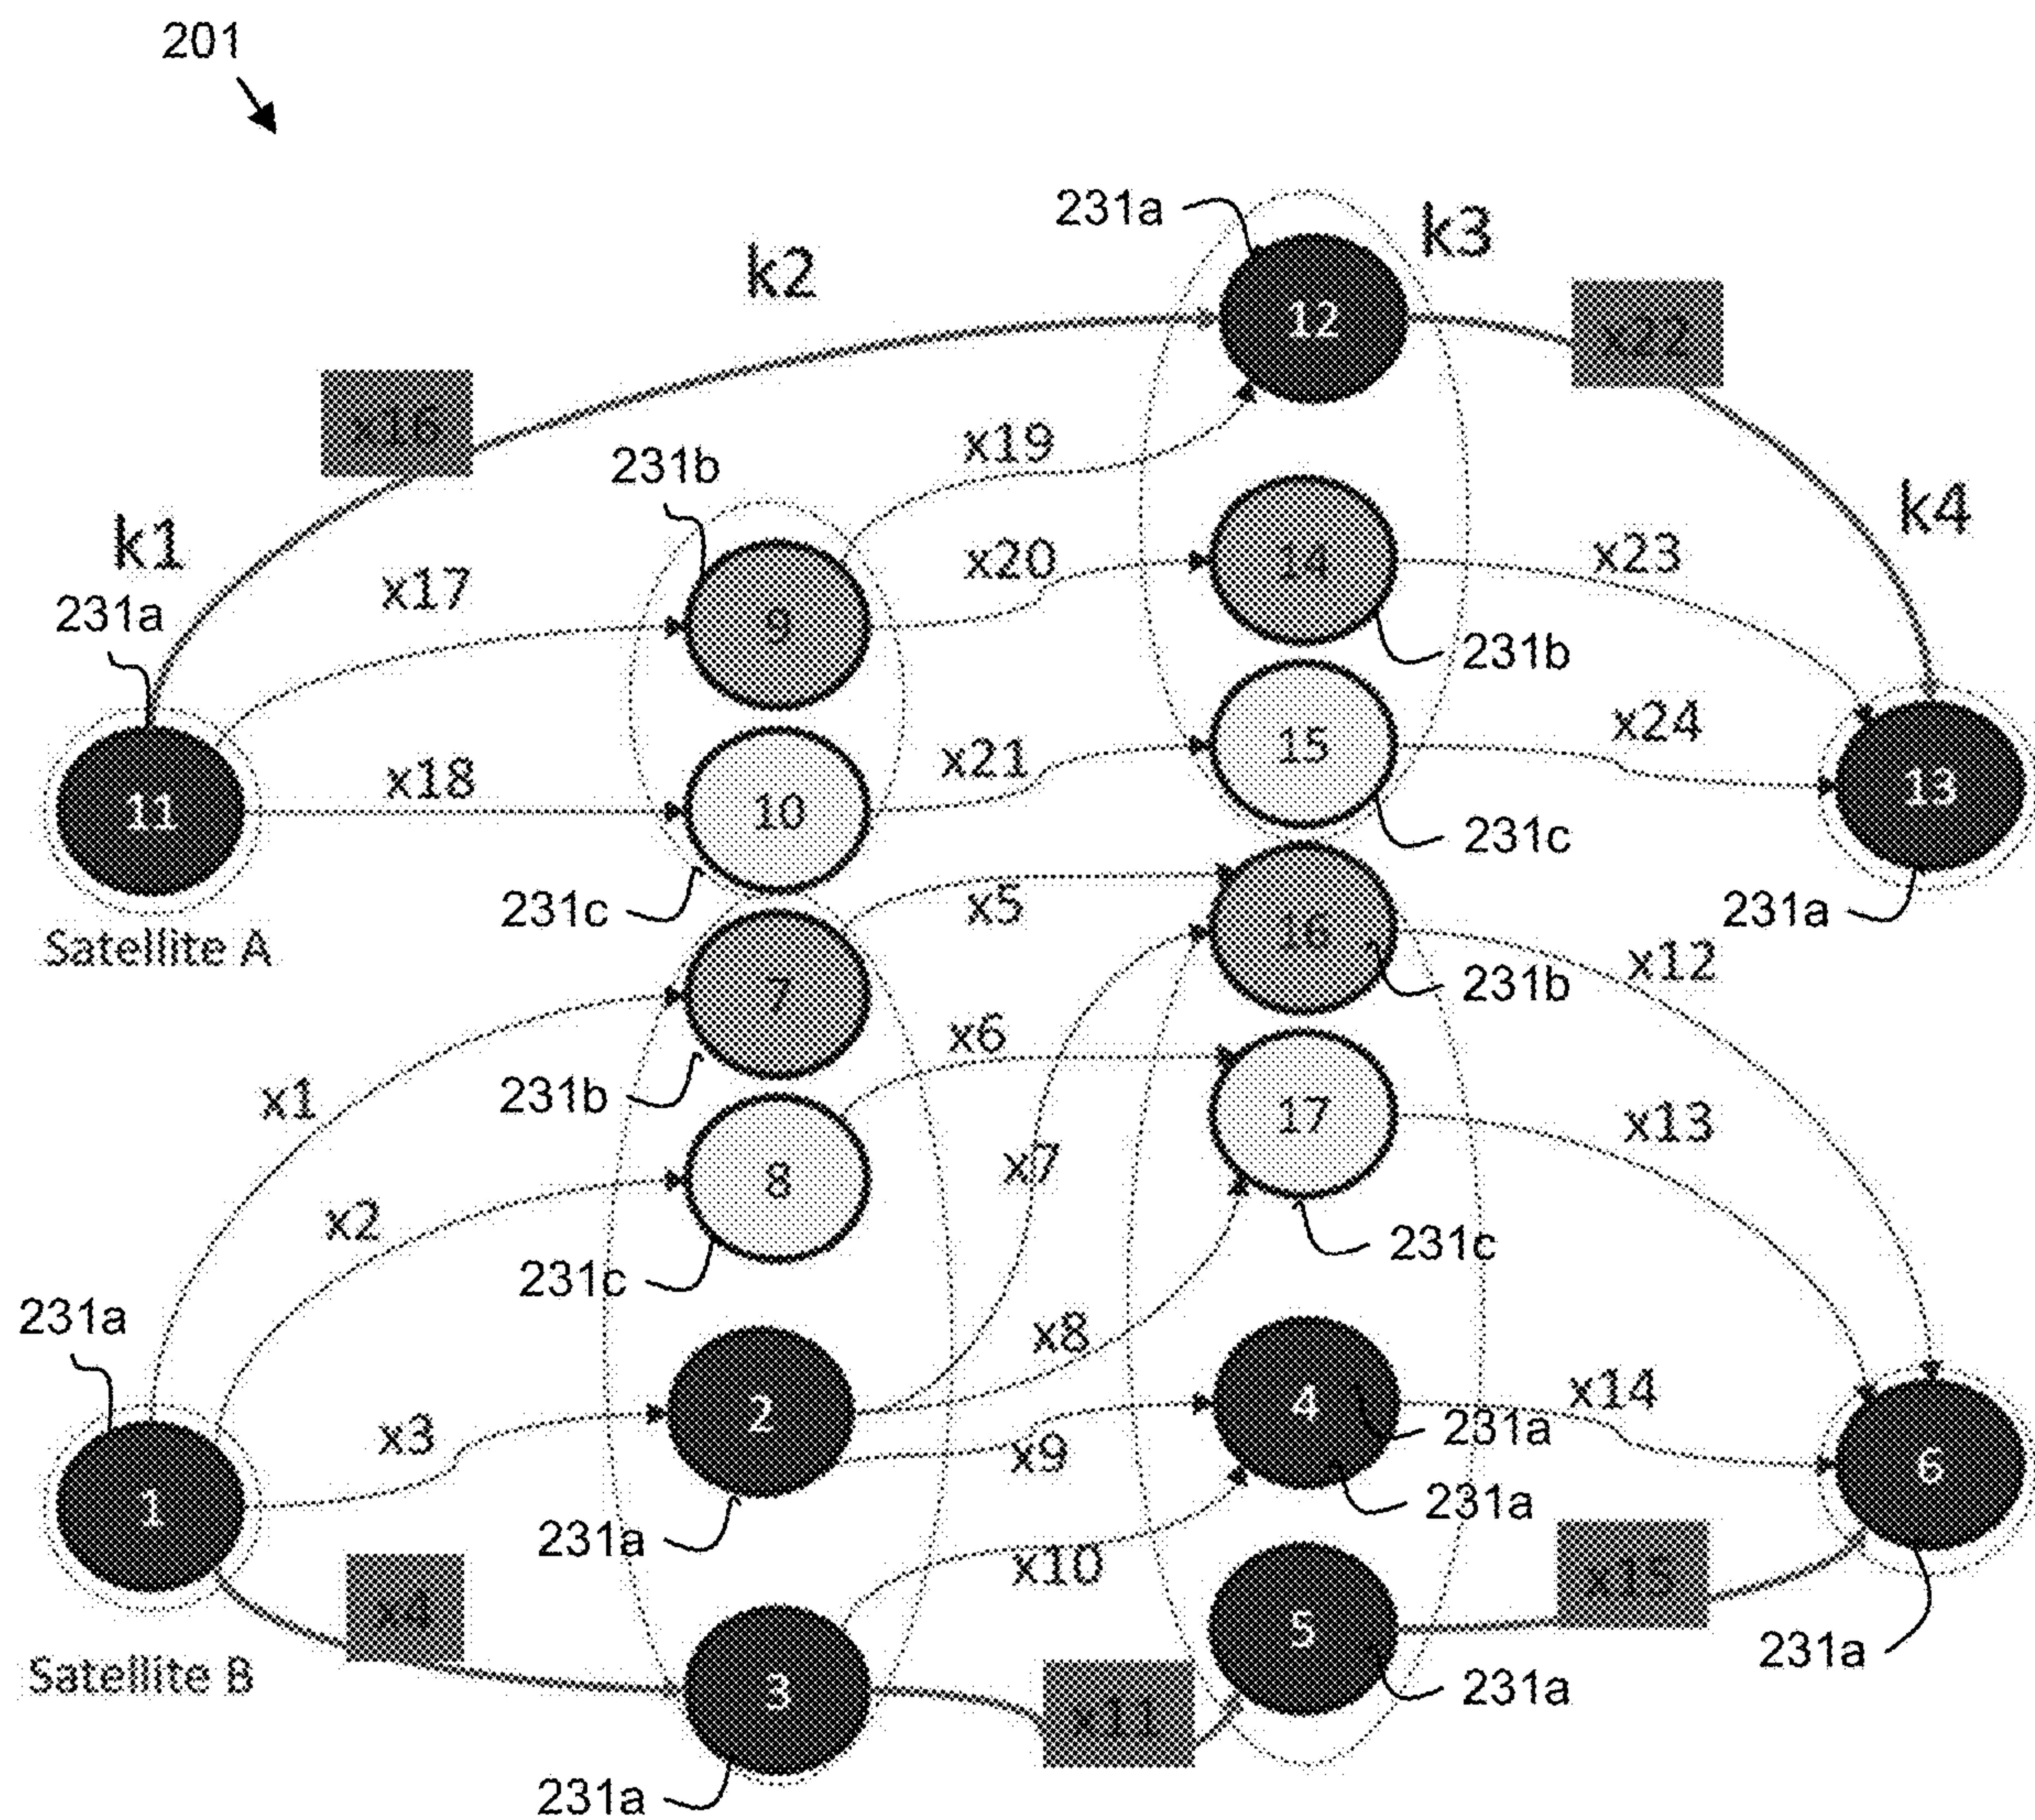 201
231a
k3
k2
12
x22
x16
x19
231b
k1
k4
x17
x20
14
x23
231a
9
231b
x18
x21
15
x24
11
10
13
231c
231c
x5
16
231a
Satellite A
7
x12
231b
x6
x1
231b
17
x13
x7
8
x2
231c
231c
231a
x8
x3
2
4
x14
231a
x9
6
1
231a
231a
x10
x15
x4
5
231a
Satellite B
3
x11
231a
231a